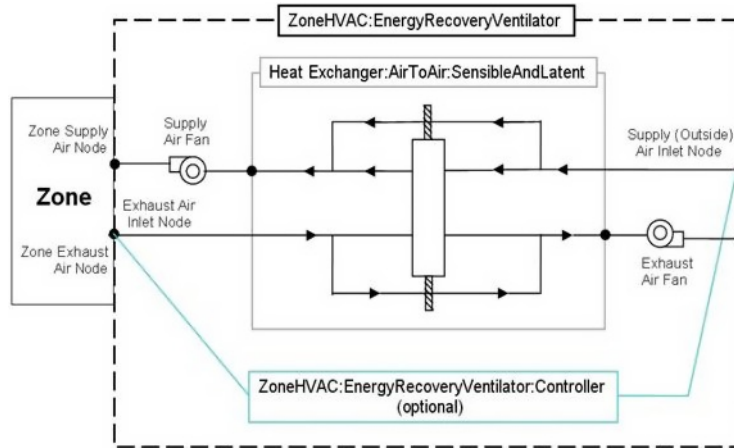 ZoneHVAC:EnergyRecoveryVentilator
Heat Exchanger:AirToAir:SensibleAndLatent
Zone Supply
Air Node
Supply
Air Fan
Supply (Outside)
Air Inlet Node
Zone
Exhaust Air
Inlet Node
Zone Exhaust
Air Node
Exhaust
Air Fan
ZoneHVAC:EnergyRecoveryVentilator:Controller
(optional)